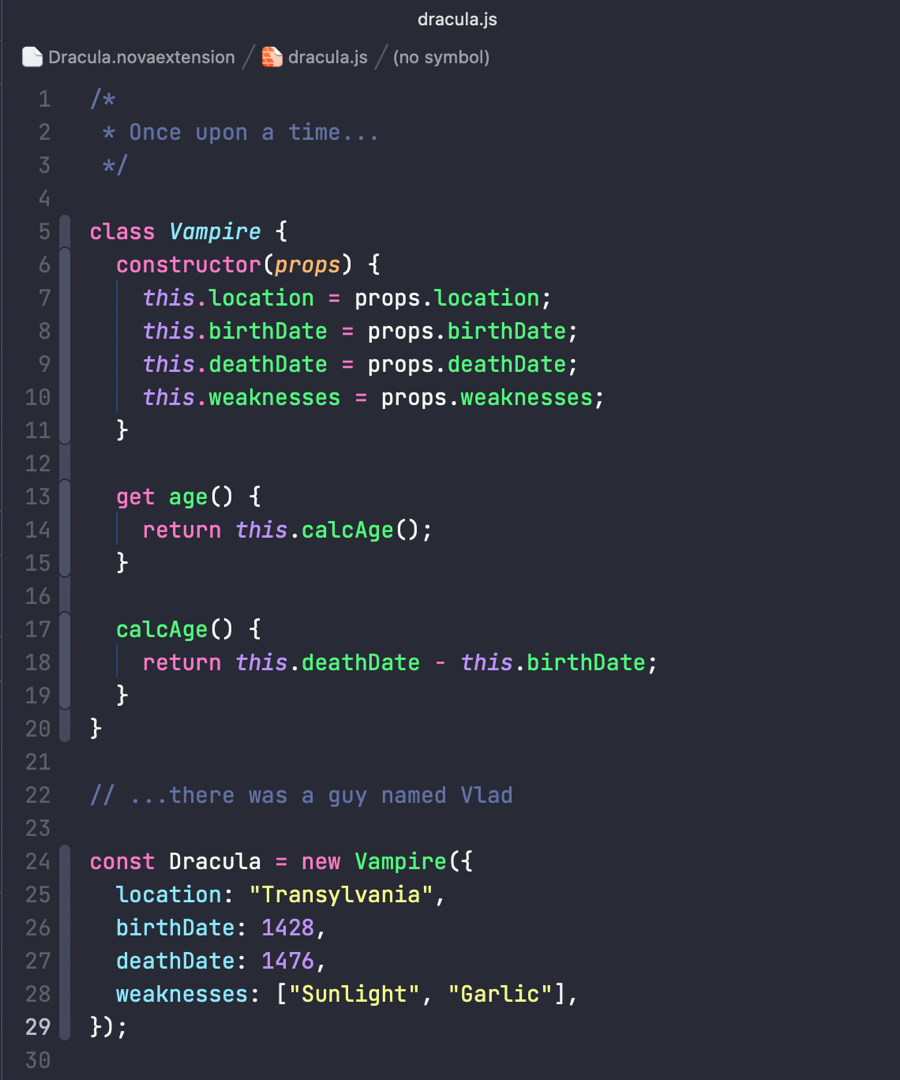 dracula.js
Dracula.novaextension / dracula.js / (no symbol)
1 /*
2  * Once upon a time...
3  */
4
5 class Vampire {
6   constructor(props) {
7     this.location = props.location;
8     this.birthDate = props.birthDate;
9     this.deathDate = props.deathDate;
10     this.weaknesses = props.weaknesses;
11   }
12
13   get age() {
14     return this.calcAge();
15   }
16
17   calcAge() {
18     return this.deathDate - this.birthDate;
19   }
20 }
21
22 // ...there was a guy named Vlad
23
24 const Dracula = new Vampire({
25   location: "Transylvania",
26   birthDate: 1428,
27   deathDate: 1476,
28   weaknesses: ["Sunlight", "Garlic"],
29 });
30